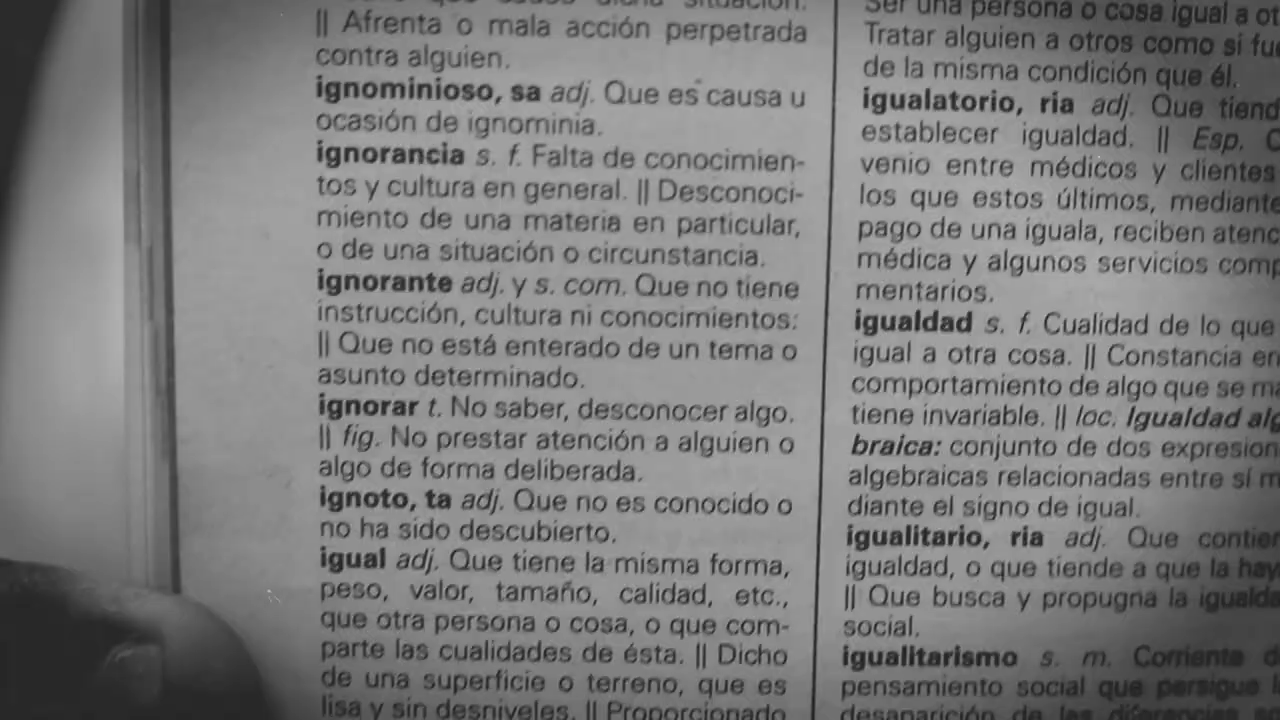 || Afrenta o mala acción perpetrada
contra alguien.
ignominioso, sa adj. Que es causa u
ocasión de ignominia.
ignorancia s. f. Falta de conocimien-
tos y cultura en general. || Desconoci-
miento de una materia en particular,
o de una situación o circunstancia.
ignorante adj. y s. com. Que no tiene
instrucción, cultura ni conocimientos:
|| Que no está enterado de un tema o
asunto determinado.
ignorar t. No saber, desconocer algo.
|| fig. No prestar atención a alguien o
algo de forma deliberada.
ignoto, ta adj. Que no es conocido o
no ha sido descubierto.
igual adj. Que tiene la misma forma,
peso, valor, tamaño, calidad, etc.,
que otra persona o cosa, o que com-
parte las cualidades de ésta. || Dicho
de una superficie o terreno, que es
lisa y sin desniveles. || Proporcionado
Ser una persona o cosa igual a
Tratar alguien a otros como si
de la misma condición que él.
igualatorio, ria adj. Que
establecer igualdad. || Esp.
venio entre médicos y clientes
los que estos últimos, mediante
pago de una iguala, reciben
médica y algunos servicios
mentarios.
igualdad s. f. Cualidad de lo que
igual a otra cosa. || Constancia
comportamiento de algo que se
tiene invariable. || loc. Igualdad
braica: conjunto de dos
algebraicas relacionadas entre sí
diante el signo de igual.
igualitario, ria adj. Que
igualdad, o que tiende a que la
|| Que busca y propugna la
social.
igualitarismo s. m. Corriente
pensamiento social que persigue
desaparición de las diferencias